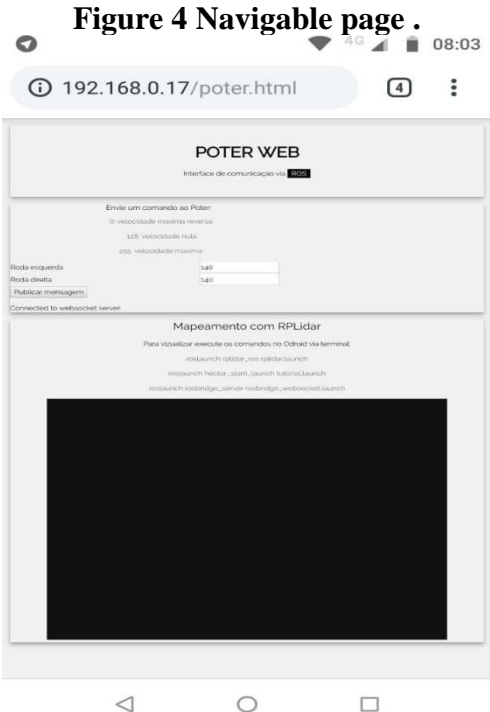 Figure 4 Navigable page .
4G 08:03
192.168.0.17/poter.html 4
POTER WEB
Interface de comunicaçao via ROS
Envie um comando ao Poter:
0: velocidade maxima reversa
128: velocidade nula
255: velocidade maxima
Roda esquerda 140
Roda direita 140
Publicar mensagem
Connected to websocket server.
Mapeamento com RPLidar
Para vizualizar execute os comandos no Odroid via terminal:
roslaunch rplidar_ros rplidar.launch
roslaunch hector_slam_launch tutorial.launch
roslaunch rosbridge_server rosbridge_websocket.launch